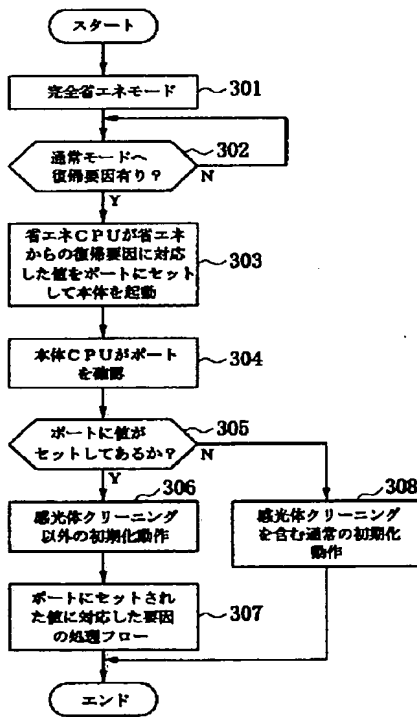 スタート
完全省エネモード
301
通常モードへ
復帰要因有り?
302
N
Y
省エネCPUが省エネ
からの復帰要因に対応
した値をポートにセット
して本体を起動
303
本体CPUがポート
を確認
304
ポートに値が
セットしてあるか?
305
N
Y
306
感光体クリーニング
以外の初期化動作
308
感光体クリーニング
を含む通常の初期化
動作
ポートにセットされ
た値に対応した要因
の処理フロー
307
エンド